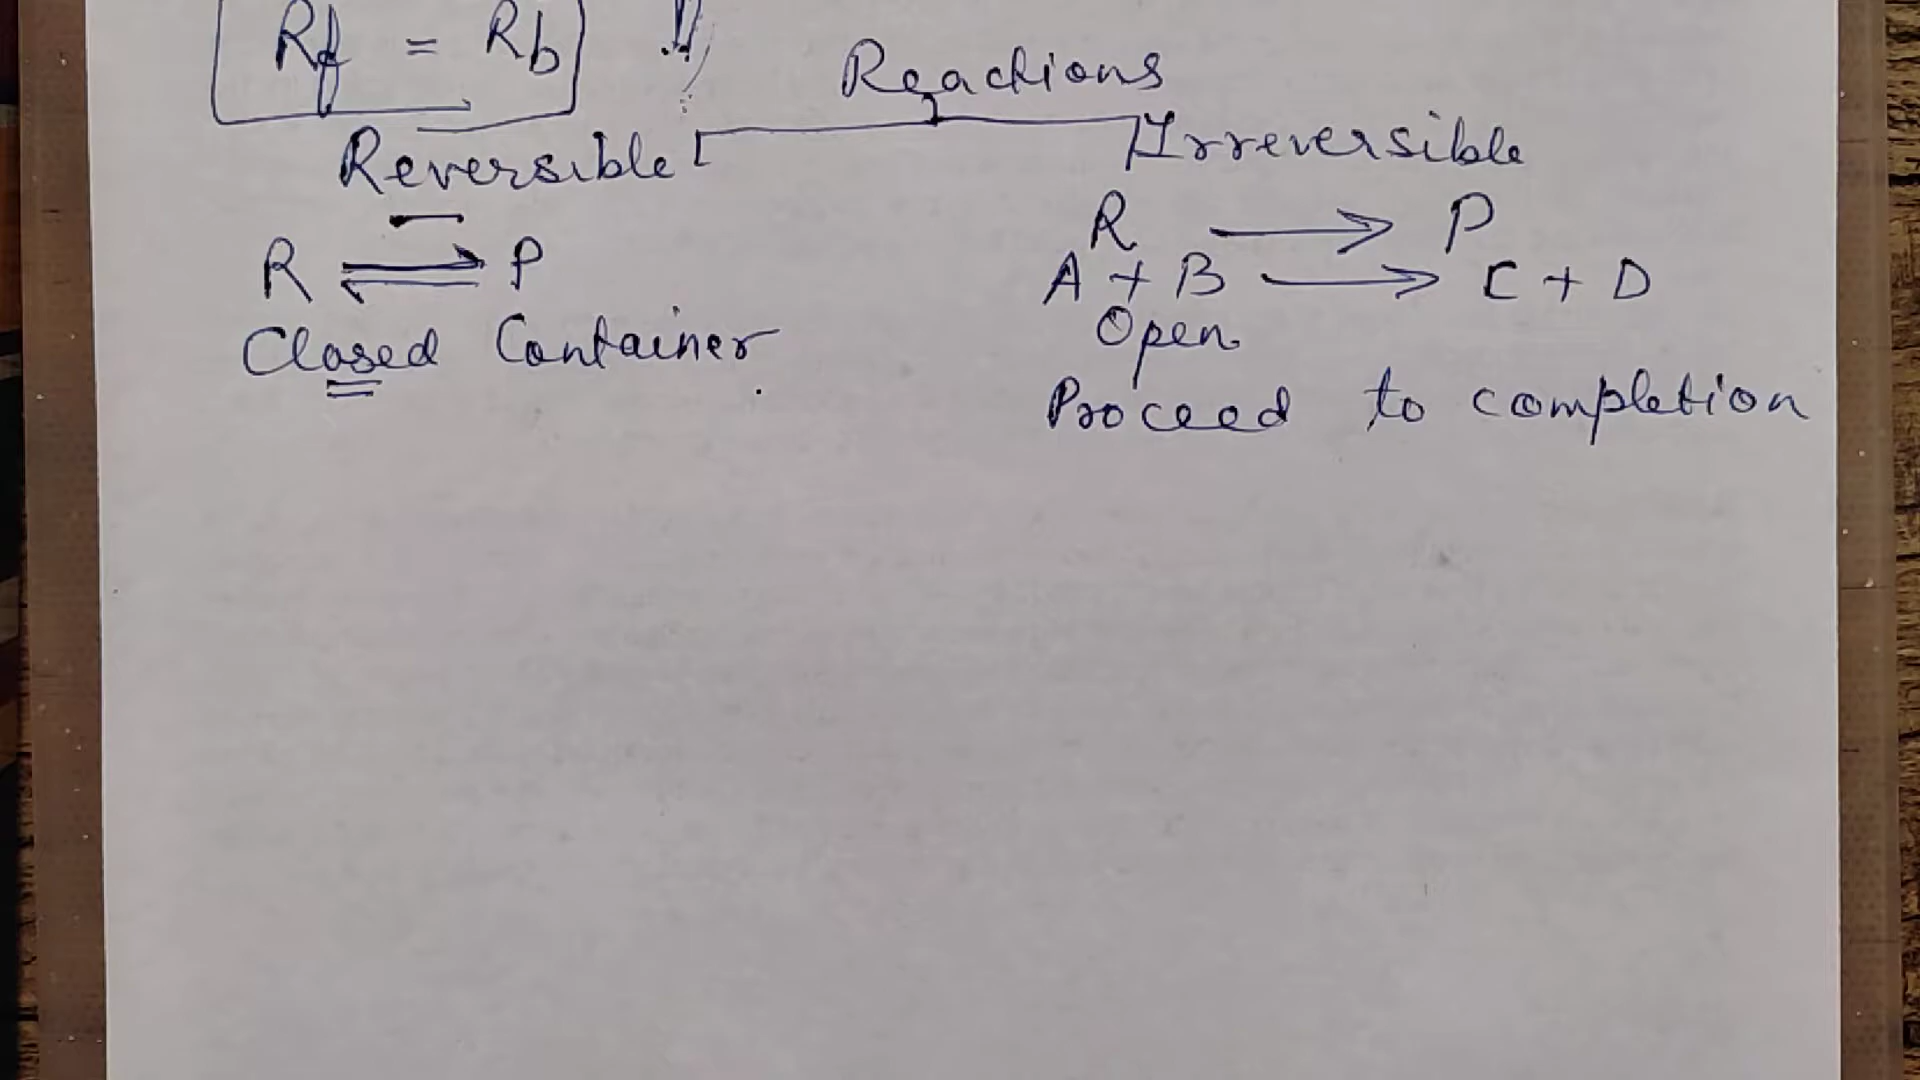 Rf = Rb
Reactions
Reversible
Irreversible
R ⇌ P
R → P
A + B → C + D
Closed Container
Open
Proceed to completion